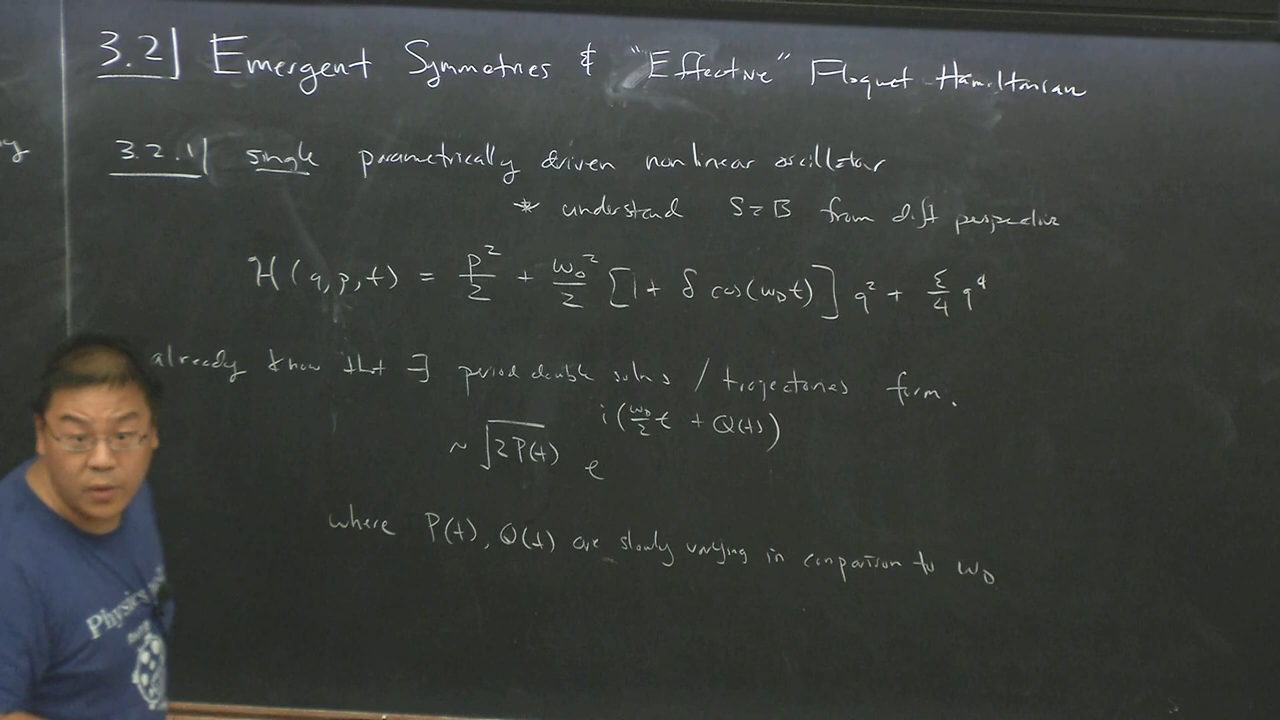 3.2| Emergent Symmetries & "Effective" Floquet Hamiltonian
3.2.1| single parametrically driven nonlinear oscillator
* understand S=B from diff perspective
H(q,p,t) = p²/2 + ω₀²/2 [1 + δ cos(ω_D t)] q² + ε/4 q⁴
already know that ∃ period double solns / trajectories form.
~ √(2P(t)) e^{i(ω_D/2 t + Q(t))}
where P(t), Q(t) are slowly varying in comparison to ω_D
Physics